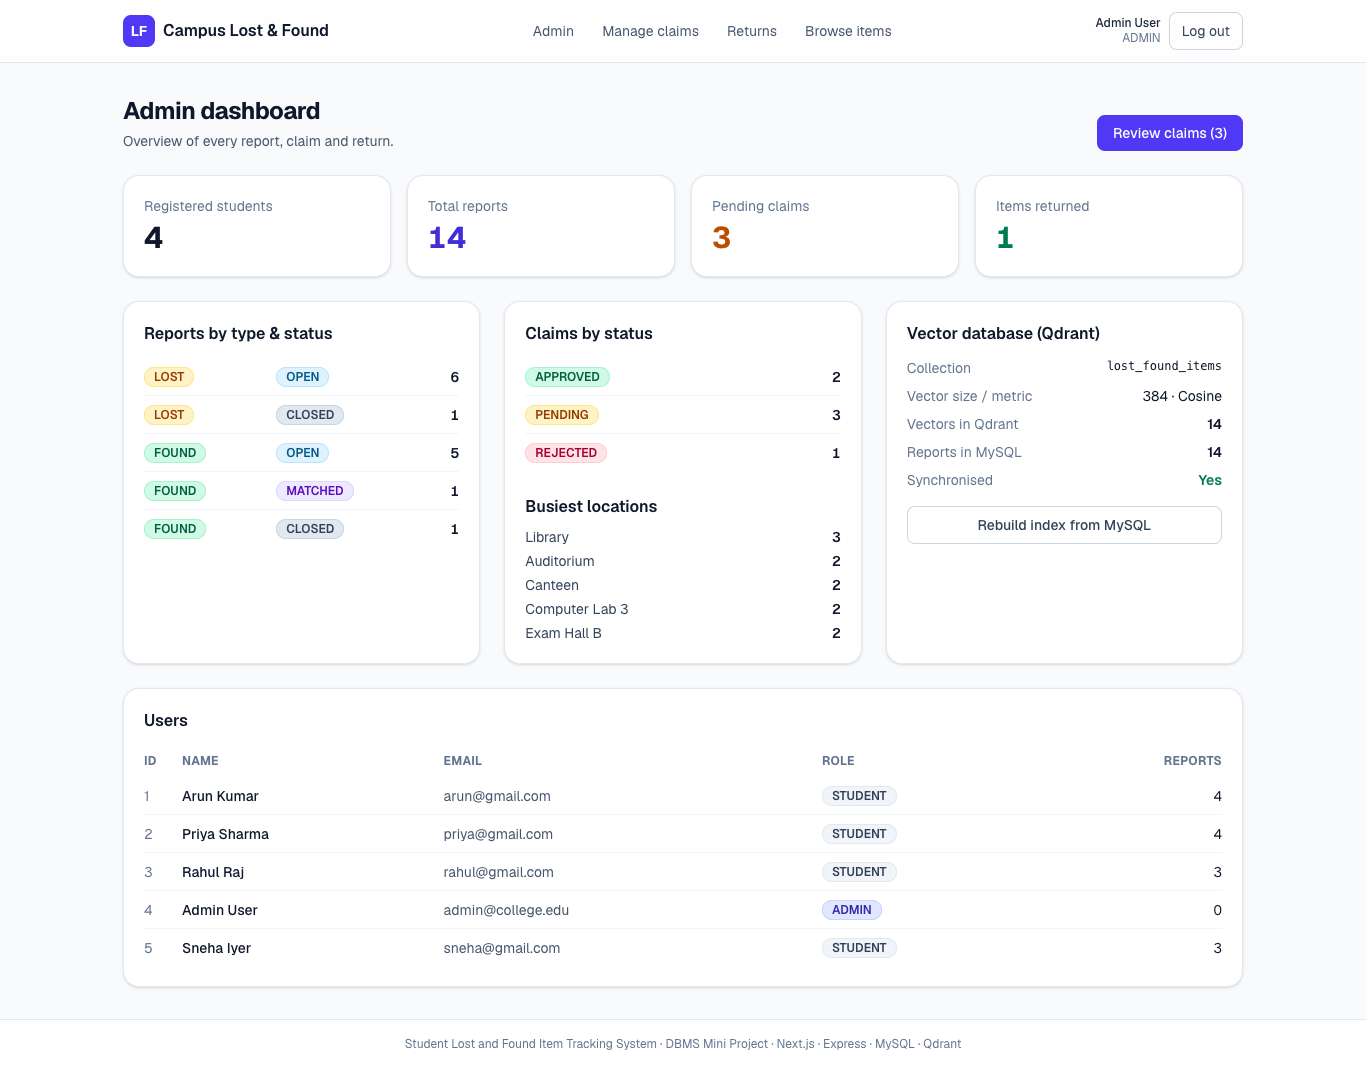 LF Campus Lost & Found Admin Manage claims Returns Browse items Admin User Log out
ADMIN
Admin dashboard
Overview of every report, claim and return.
Review claims (3)
Registered students
4
Total reports
14
Pending claims
3
Items returned
1
Reports by type & status
LOST OPEN 6
LOST CLOSED 1
FOUND OPEN 5
FOUND MATCHED 1
FOUND CLOSED 1
Claims by status
APPROVED 2
PENDING 3
REJECTED 1
Busiest locations
Library 3
Auditorium 2
Canteen 2
Computer Lab 3 2
Exam Hall B 2
Vector database (Qdrant)
Collection lost_found_items
Vector size / metric 384 · Cosine
Vectors in Qdrant 14
Reports in MySQL 14
Synchronised Yes
Rebuild index from MySQL
Users
ID NAME EMAIL ROLE REPORTS
1 Arun Kumar arun@gmail.com STUDENT 4
2 Priya Sharma priya@gmail.com STUDENT 4
3 Rahul Raj rahul@gmail.com STUDENT 3
4 Admin User admin@college.edu ADMIN 0
5 Sneha Iyer sneha@gmail.com STUDENT 3
Student Lost and Found Item Tracking System · DBMS Mini Project · Next.js · Express · MySQL · Qdrant